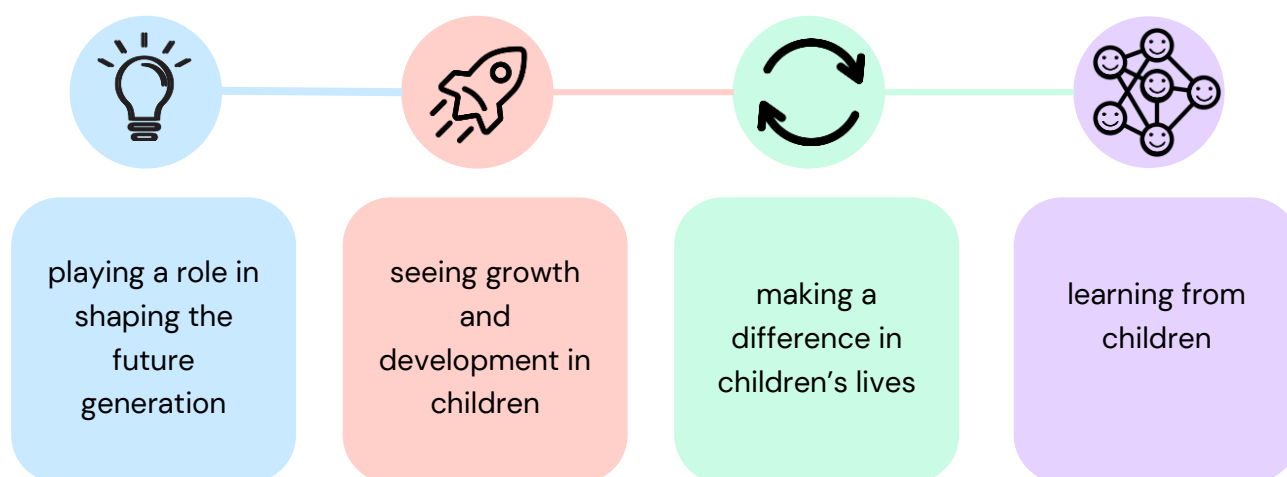 playing a role in
shaping the
future
generation
seeing growth
and
development in
children
making a
difference in
children’s lives
learning from
children